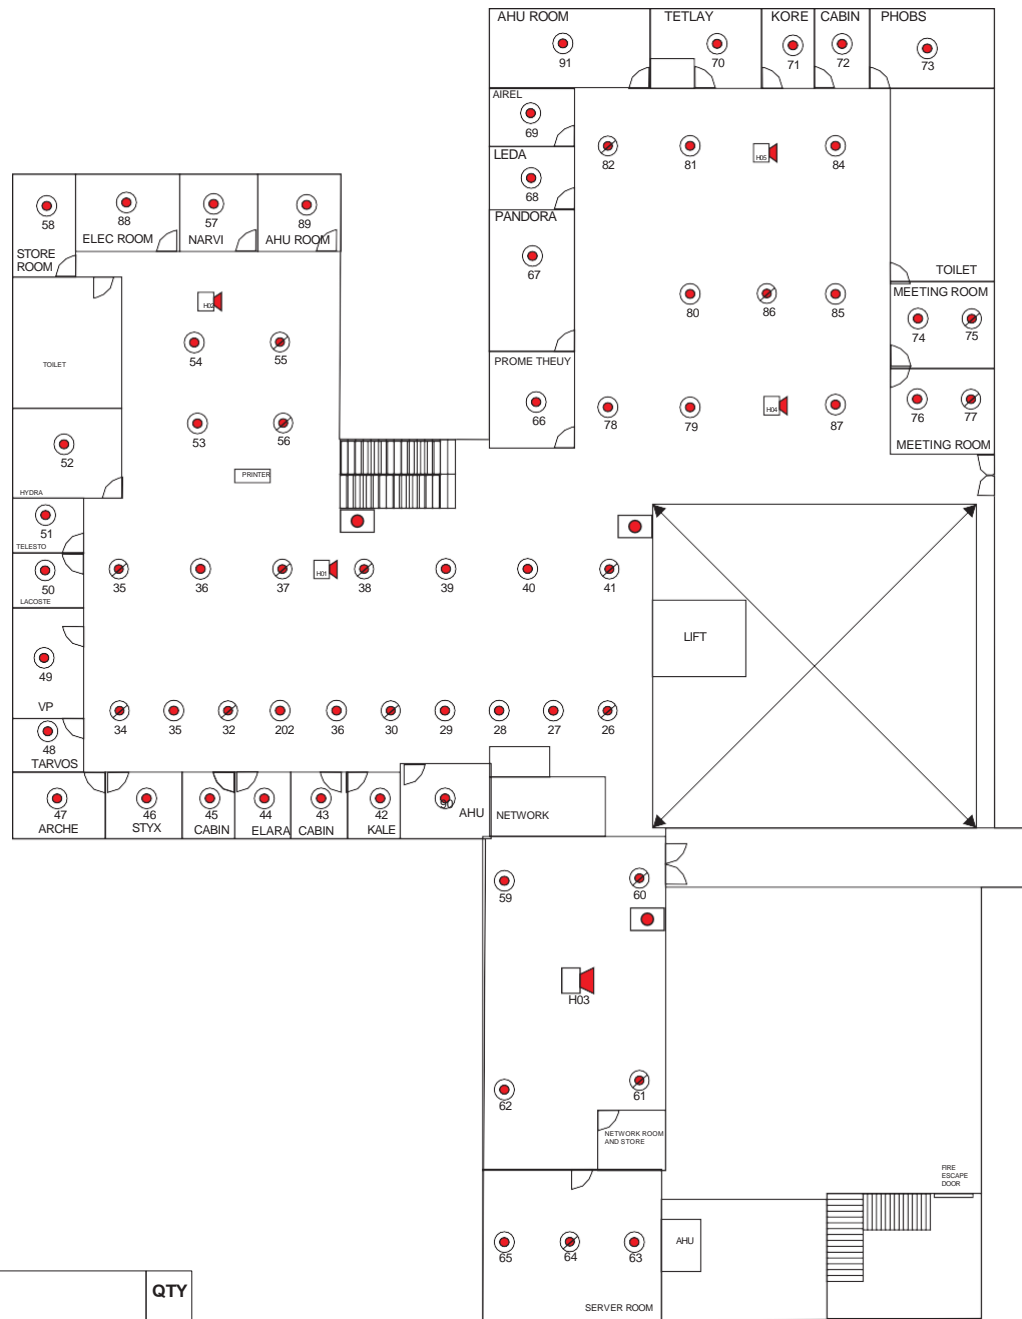 AHU ROOM
TETLAY
KORE
CABIN
PHOBS
91
70
71
72
73
AIREL
69
82
81
H05
84
LEDA
68
PANDORA
67
TOILET
58
88
57
89
STORE
ROOM
ELEC ROOM
NARVI
AHU ROOM
MEETING ROOM
80
86
85
74
75
H02
54
55
TOILET
PROME THEUY
66
78
79
H04
87
76
77
MEETING ROOM
53
56
52
HYDRA
PRINTER
51
TELESTO
50
LACOSTE
35
36
37
H01
38
39
40
41
LIFT
49
VP
34
35
32
202
36
30
29
28
27
26
48
TARVOS
47
ARCHE
46
STYX
45
CABIN
44
ELARA
43
CABIN
42
KALE
90
AHU
NETWORK
59
60
H03
62
61
NETWORK ROOM
AND STORE
FIRE
ESCAPE
DOOR
65
64
63
AHU
SERVER ROOM
QTY